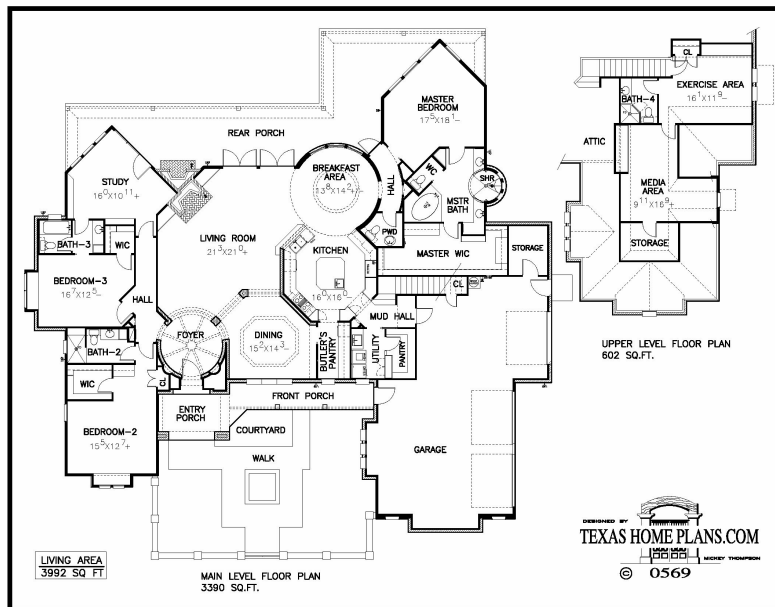 MASTER
BEDROOM
17⁵X18¹-
REAR PORCH
BREAKFAST
AREA
13⁸X14²+
WC
SHR
HALL
MSTR
BATH
STUDY
16⁰X10¹¹+
BATH-3
WIC
LIVING ROOM
21³X21⁰+
PWD
KITCHEN
16⁰X16⁰-
MASTER WIC
STORAGE
BEDROOM-3
16⁷X12⁵-
HALL
CL
MUD HALL
FOYER
DINING
15²X14³-
BUTLER'S
PANTRY
UTILITY
PANTRY
BATH-2
WIC
CL
FRONT PORCH
ENTRY
PORCH
COURTYARD
BEDROOM-2
15⁵X12⁷+
WALK
GARAGE
LIVING AREA
3992 SQ FT
MAIN LEVEL FLOOR PLAN
3390 SQ.FT.
CL
EXERCISE AREA
16¹X11⁹-
BATH-4
ATTIC
MEDIA
AREA
9¹¹X16⁹+
STORAGE
UPPER LEVEL FLOOR PLAN
602 SQ.FT.
DESIGNED BY
TEXAS HOME PLANS.COM
MICKEY THOMPSON
© 0569